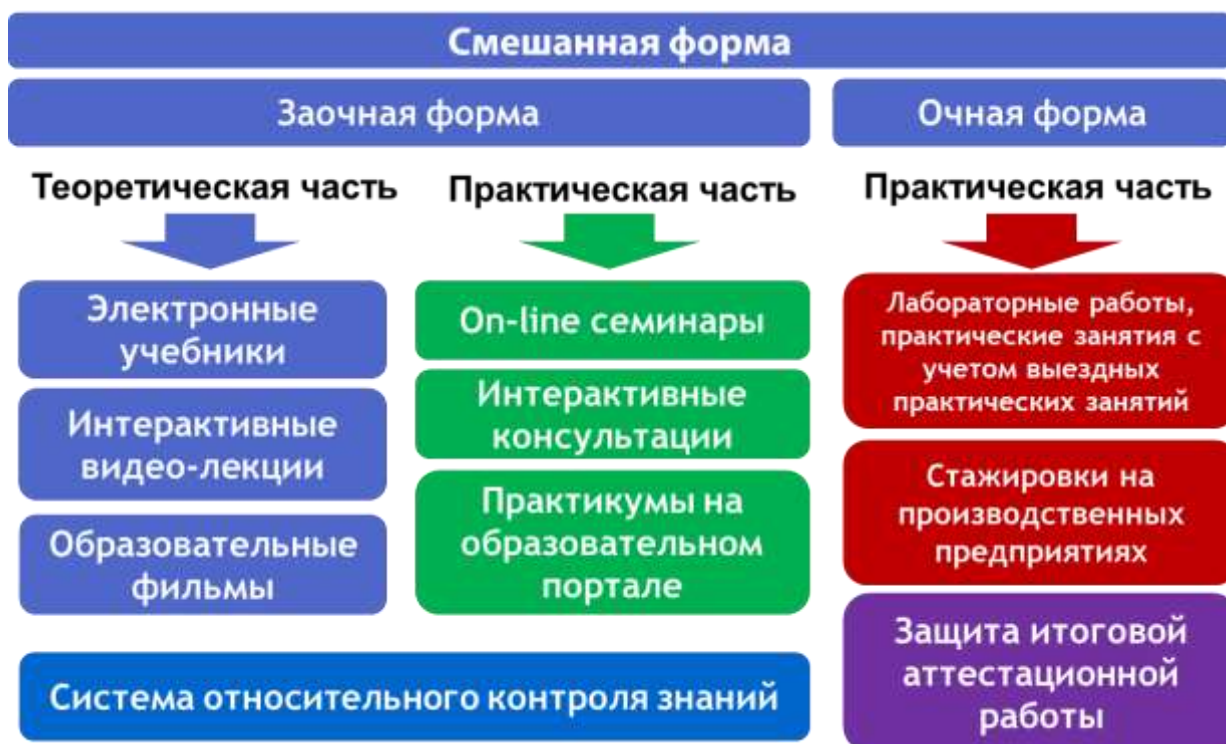 Смешанная форма
Заочная форма
Очная форма
Теоретическая часть
Практическая часть
Практическая часть
Электронные
учебники
Интерактивные
видео-лекции
Образовательные
фильмы
On-line семинары
Интерактивные
консультации
Практикумы на
образовательном
портале
Система относительного контроля знаний
Лабораторные работы,
практические занятия с
учетом выездных
практических занятий
Стажировки на
производственных
предприятиях
Защита итоговой
аттестационной
работы